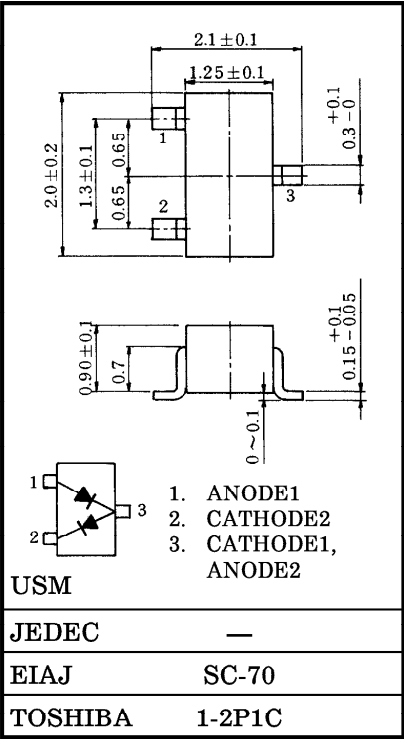 2.1±0.1
1.25±0.1
+0.1
0.3-0
2.0±0.2
1.3±0.1
0.65
0.65
1
2
3
0.90±0.1
0.7
+0.1
0.15-0.05
0~0.1
1
2
3
1. ANODE1
2. CATHODE2
3. CATHODE1,
ANODE2
USM
JEDEC —
EIAJ SC-70
TOSHIBA 1-2P1C